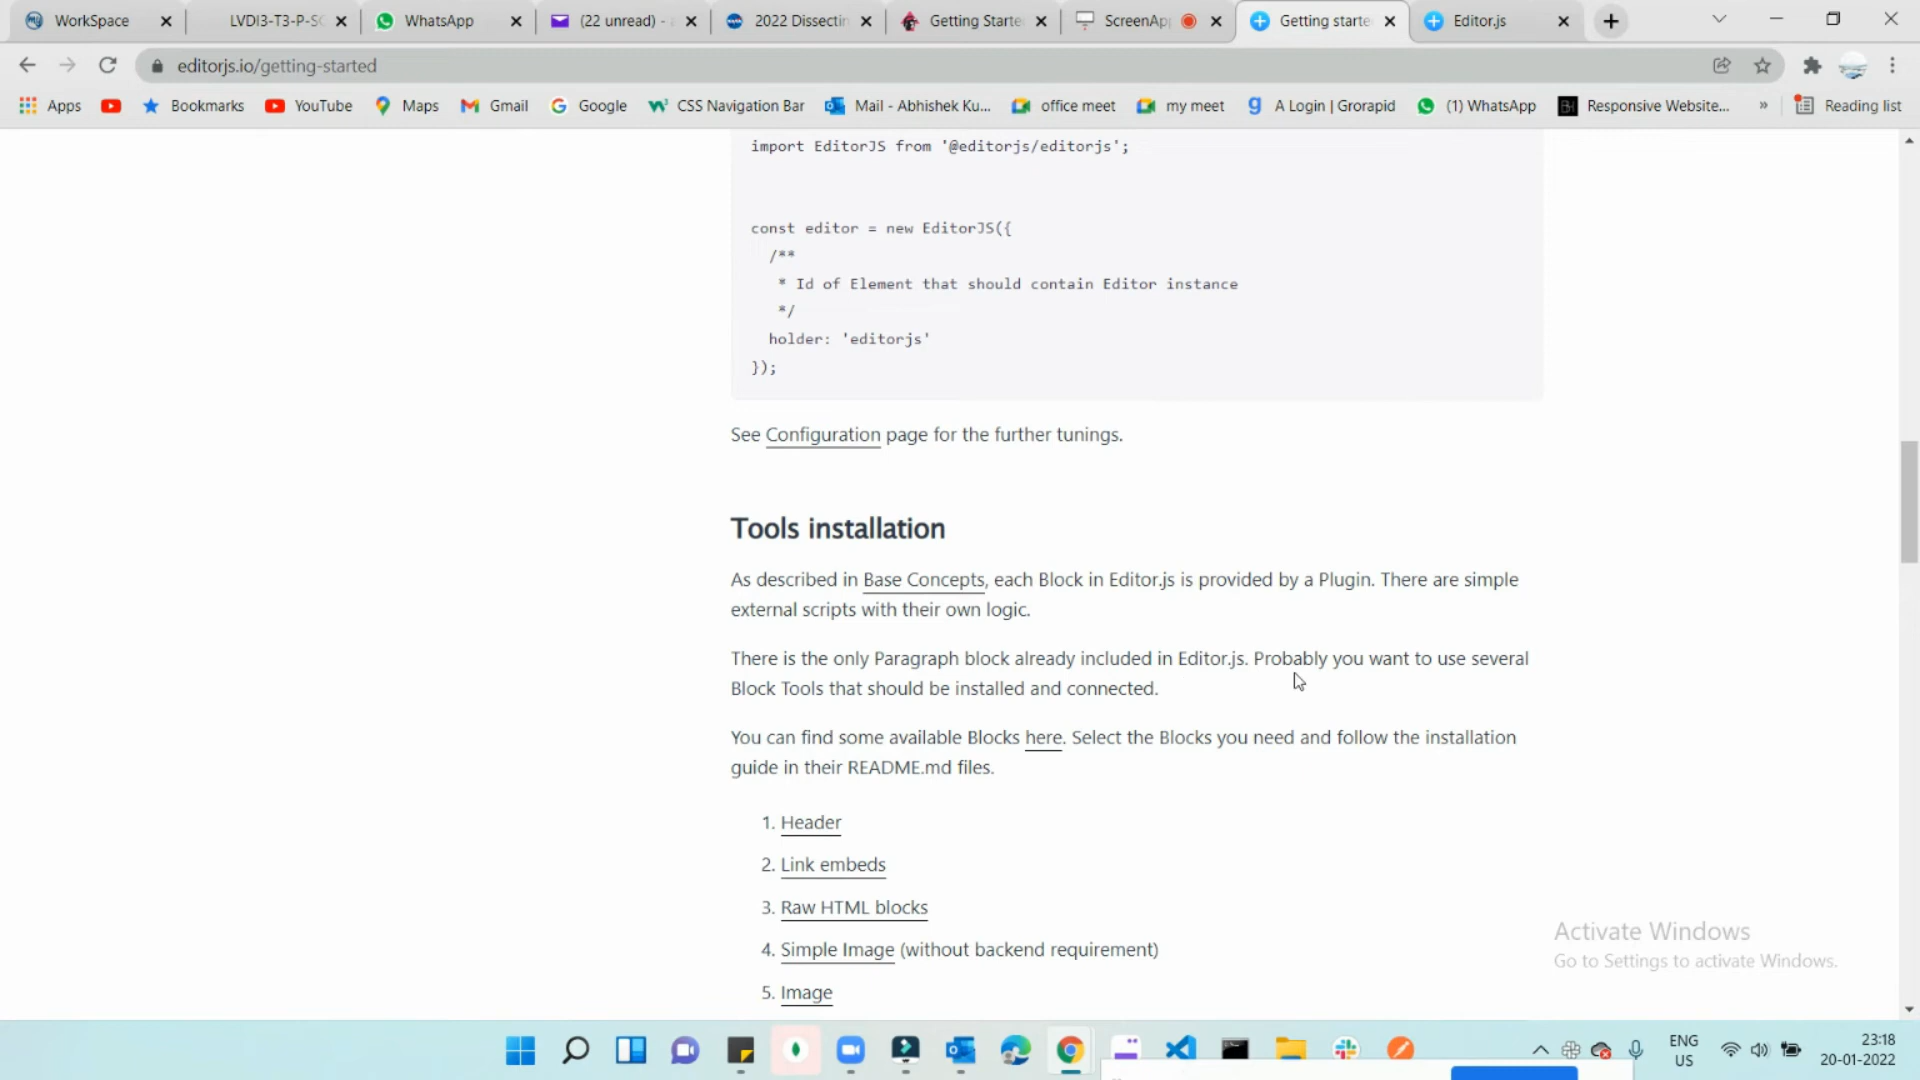 WorkSpace
LVDI3-T3-P-SC
WhatsApp
(22 unread) -
2022 Dissectin
Getting Starte
ScreenAp
Getting starte
Editor.js
editorjs.io/getting-started
Apps
Bookmarks
YouTube
Maps
Gmail
Google
CSS Navigation Bar
Mail - Abhishek Ku...
office meet
my meet
A Login | Grorapid
(1) WhatsApp
Responsive Website...
»
Reading list
import EditorJS from '@editorjs/editorjs';
const editor = new EditorJS({
/**
* Id of Element that should contain Editor instance
*/
holder: 'editorjs'
});
See Configuration page for the further tunings.
Tools installation
As described in Base Concepts, each Block in Editor.js is provided by a Plugin. There are simple
external scripts with their own logic.
There is the only Paragraph block already included in Editor.js. Probably you want to use several
Block Tools that should be installed and connected.
You can find some available Blocks here. Select the Blocks you need and follow the installation
guide in their README.md files.
1. Header
2. Link embeds
3. Raw HTML blocks
4. Simple Image (without backend requirement)
5. Image
Activate Windows
Go to Settings to activate Windows.
ENG
US
23:18
20-01-2022